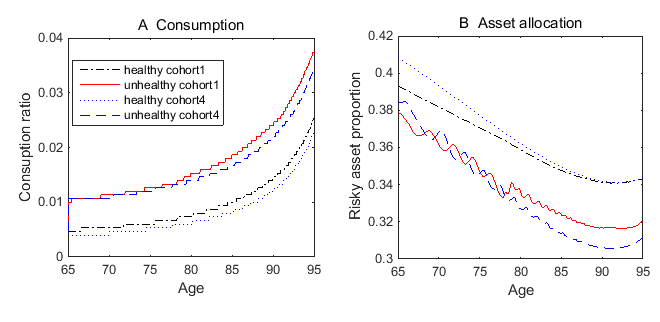 A Consumption
0.04
0.03
0.02
0.01
0
Consuption ratio
healthy cohort1
unhealthy cohort1
healthy cohort4
unhealthy cohort4
65 70 75 80 85 90 95
Age
B Asset allocation
0.42
0.4
0.38
0.36
0.34
0.32
0.3
Risky asset proportion
65 70 75 80 85 90 95
Age